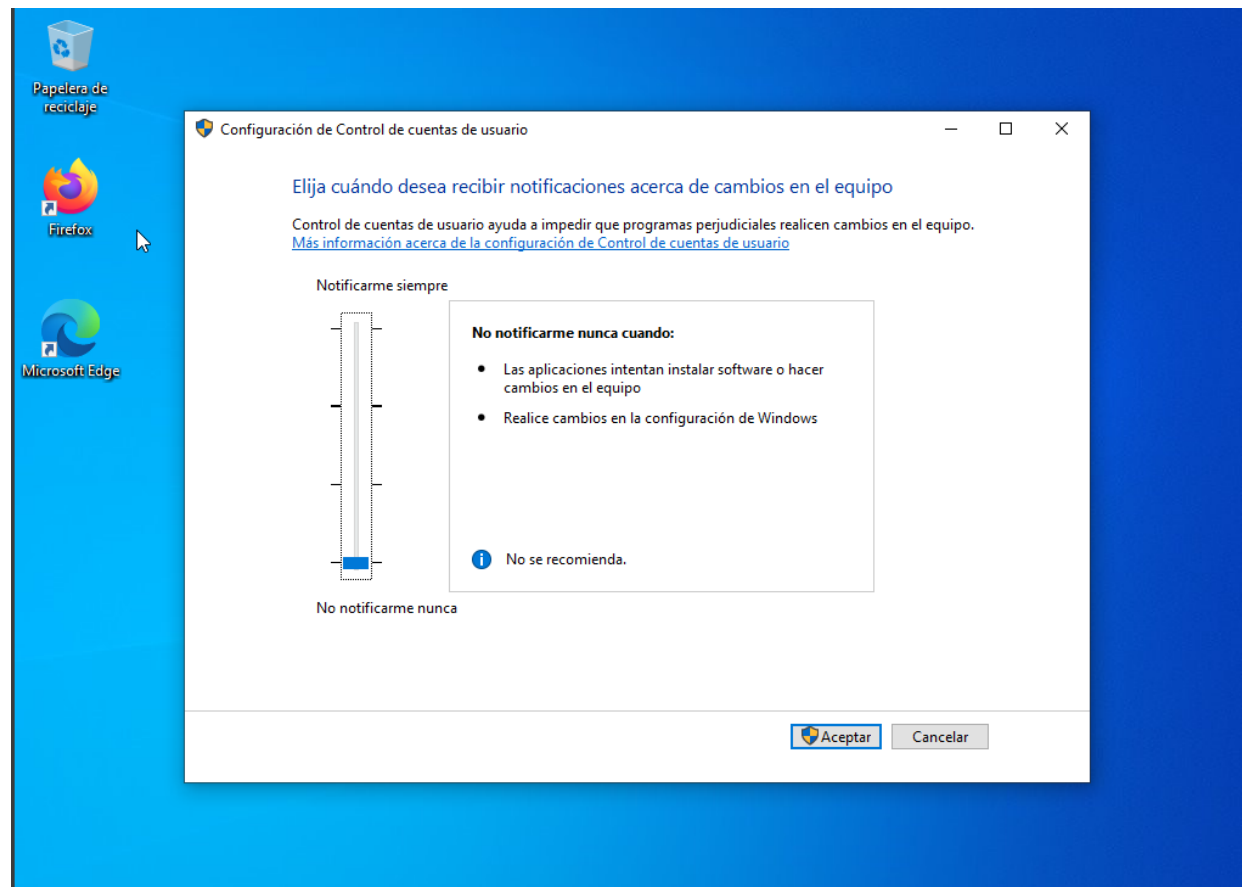 Papelera de
reciclaje
Firefox
Microsoft Edge
Configuración de Control de cuentas de usuario
Elija cuándo desea recibir notificaciones acerca de cambios en el equipo
Control de cuentas de usuario ayuda a impedir que programas perjudiciales realicen cambios en el equipo.
Más información acerca de la configuración de Control de cuentas de usuario
Notificarme siempre
No notificarme nunca cuando:
• Las aplicaciones intentan instalar software o hacer
cambios en el equipo
• Realice cambios en la configuración de Windows
No se recomienda.
No notificarme nunca
Aceptar
Cancelar